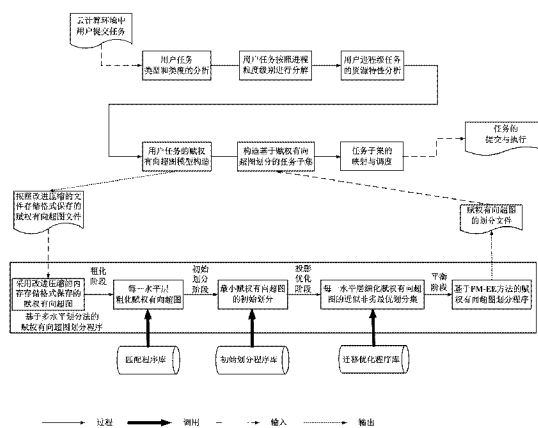 云计算环境中
用户提交任务
用户任务
类型和粒度的分析
用户任务按照进程
粒度级别进行分解
用户进程级任务
的资源特性分析
用户任务的赋权
有向超图模型构造
构造基于赋权有向
超图划分的任务子集
任务子集的
映射与调度
任务的
提交与执行
按照改进压缩的文
件存储格式保存的
赋权有向超图文件
赋权有向超图
的划分文件
采用改进压缩的内
存存储格式保存的
赋权有向超图
粗化
阶段
每一水平层
粗化赋权有向超图
初始
划分
阶段
最小赋权有向超图
的初始划分
投影
优化阶
段
每一水平层细化赋权有向超
图的近似非劣最优划分集
平衡
阶段
基于PM-EE方法的赋
权有向超图划分程序
基于多水平划分法的
赋权有向超图划分程序
匹配程序库
初始划分程序库
迁移优化程序库
过程
调用
输入
输出